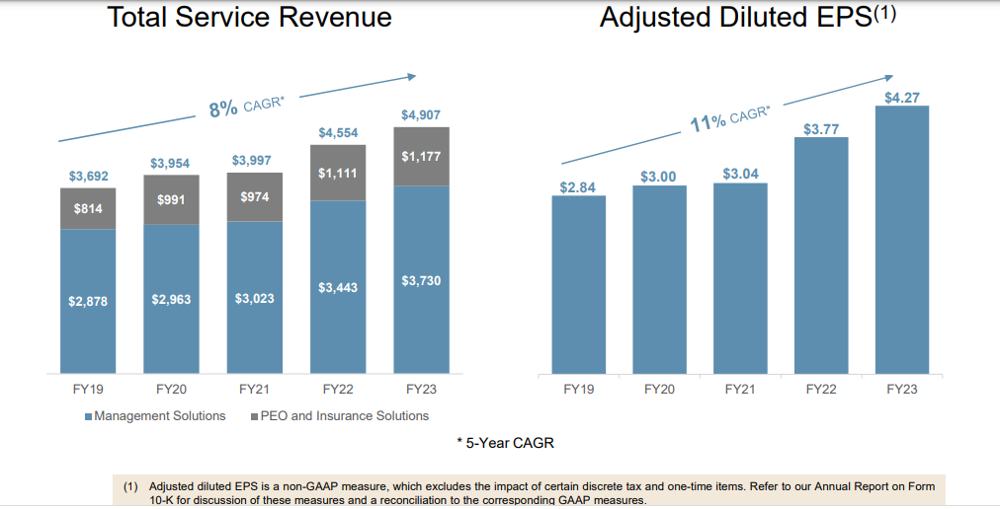 Total Service Revenue
8% CAGR*
$3,692
$3,954
$3,997
$4,554
$4,907
$814
$991
$974
$1,111
$1,177
$2,878
$2,963
$3,023
$3,443
$3,730
FY19
FY20
FY21
FY22
FY23
Management Solutions
PEO and Insurance Solutions
Adjusted Diluted EPS(1)
11% CAGR*
$2.84
$3.00
$3.04
$3.77
$4.27
FY19
FY20
FY21
FY22
FY23
* 5-Year CAGR
(1) Adjusted diluted EPS is a non-GAAP measure, which excludes the impact of certain discrete tax and one-time items. Refer to our Annual Report on Form
10-K for discussion of these measures and a reconciliation to the corresponding GAAP measures.